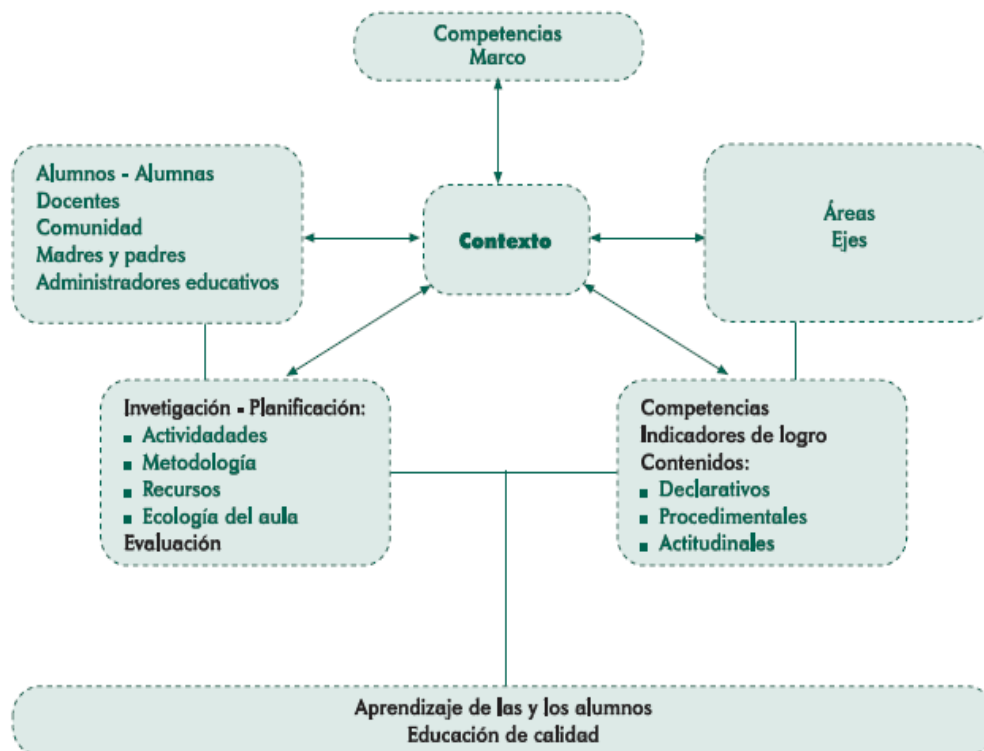 Competencias
Marco
Alumnos - Alumnas
Docentes
Comunidad
Madres y padres
Administradores educativos
Contexto
Áreas
Ejes
Invetigación - Planificación:
▪ Actividadades
▪ Metodología
▪ Recursos
▪ Ecología del aula
Evaluación
Competencias
Indicadores de logro
Contenidos:
▪ Declarativos
▪ Procedimentales
▪ Actitudinales
Aprendizaje de las y los alumnos
Educación de calidad